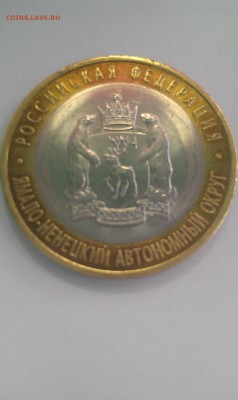 COINS.LAVE.RU
• РОССИЙСКАЯ ФЕДЕРАЦИЯ •
ЯМАЛО-НЕНЕЦКИЙ АВТОНОМНЫЙ ОКРУГ